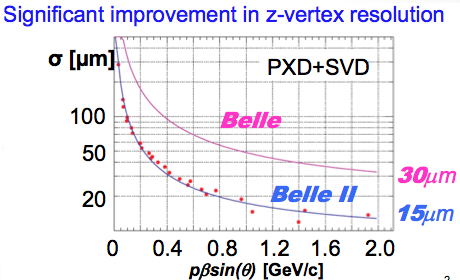 Significant improvement in z-vertex resolution
σ [μm]
PXD+SVD
100
Belle
50
30μm
20
Belle II
15μm
0 0.4 0.8 1.2 1.6 2.0
pβsin(θ) [GeV/c]